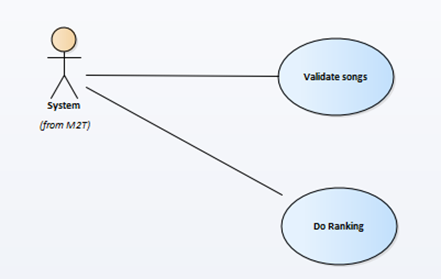 Validate songs
System
(from M2T)
Do Ranking